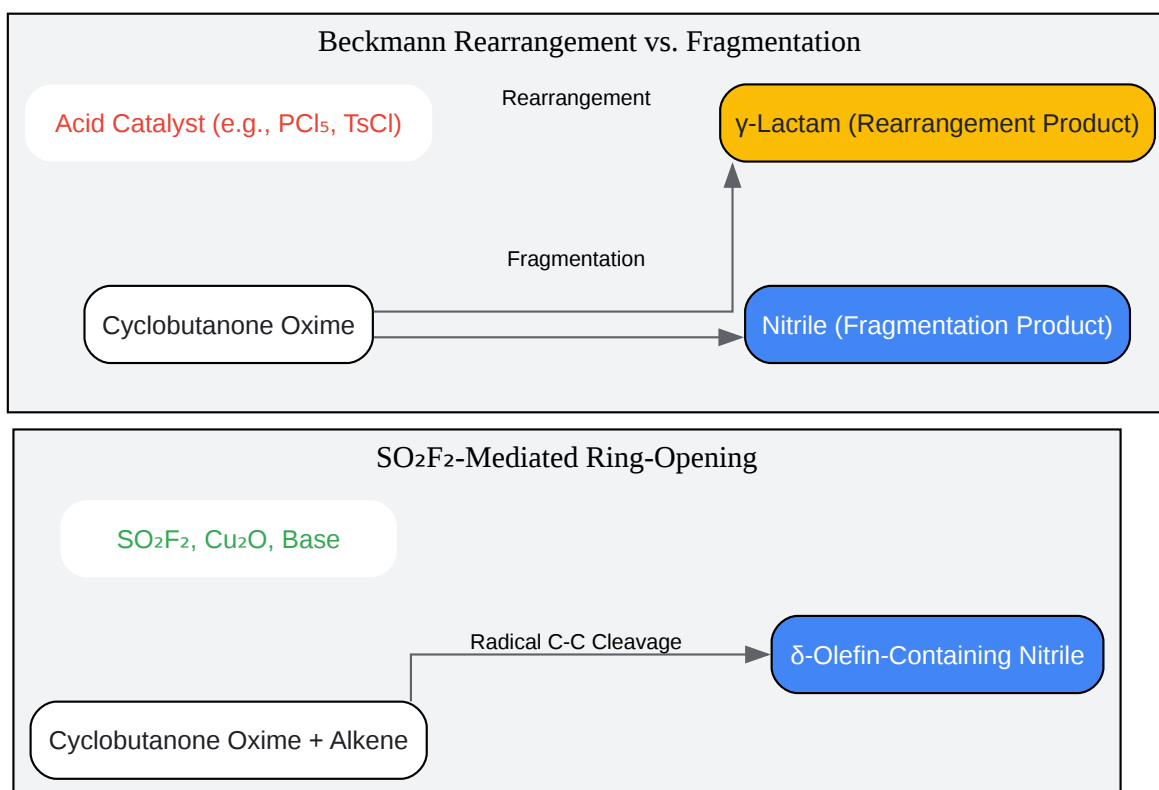 Beckmann Rearrangement vs. Fragmentation
Acid Catalyst (e.g., PCl₅, TsCl)
Rearrangement
γ-Lactam (Rearrangement Product)
Fragmentation
Cyclobutanone Oxime
Nitrile (Fragmentation Product)
SO₂F₂-Mediated Ring-Opening
SO₂F₂, Cu₂O, Base
Radical C-C Cleavage
δ-Olefin-Containing Nitrile
Cyclobutanone Oxime + Alkene